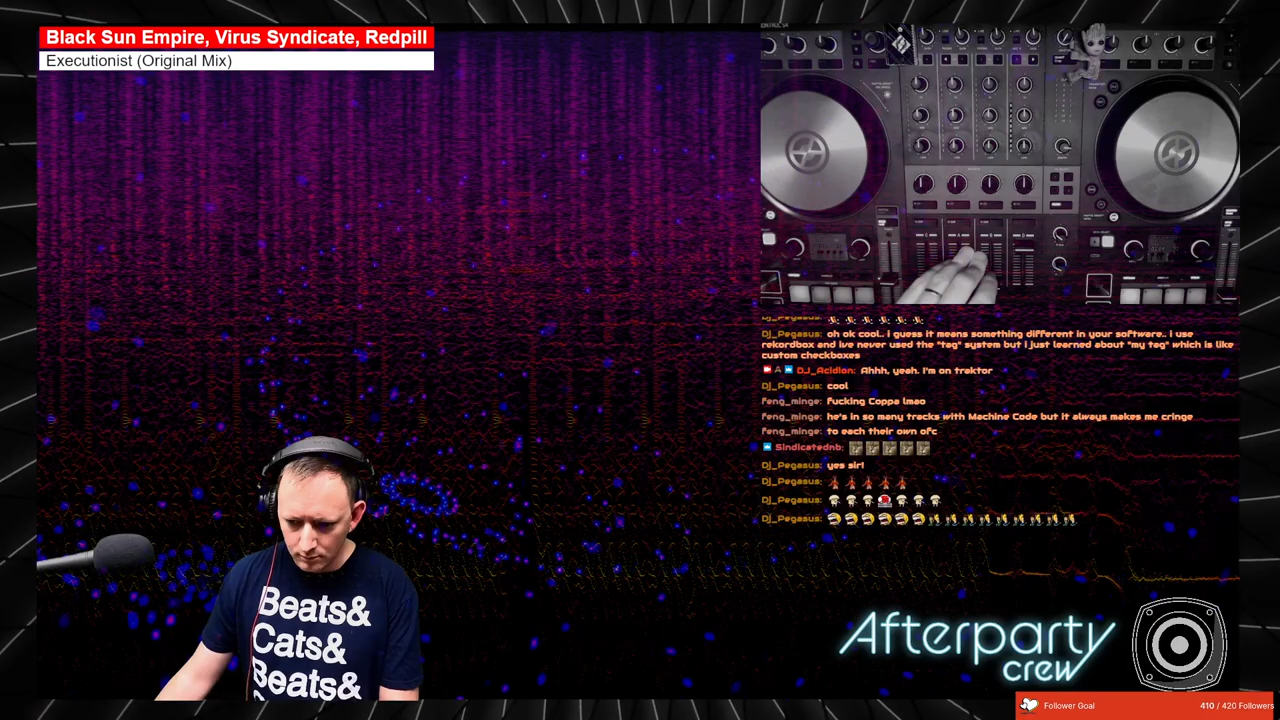 Black Sun Empire, Virus Syndicate, Redpill
Executionist (Original Mix)
Dj_Pegasus:
Dj_Pegasus: oh ok cool.. i guess it means something different in your software.. i use
rekordbox and ive never used the "tag" system but i just learned about "my tag" which is like
custom checkboxes
DJ_Acidion: Ahhh, yeah. I'm on traktor
Dj_Pegasus: cool
feng_minge: fucking Coppa lmao
feng_minge: he's in so many tracks with Machine Code but it always makes me cringe
feng_minge: to each their own ofc
Sindicatednb:
Dj_Pegasus: yes sir!
Dj_Pegasus:
Dj_Pegasus:
Dj_Pegasus:
Beats&
Cats&
Beats&
Afterparty
crew
Follower Goal
410 / 420 Followers